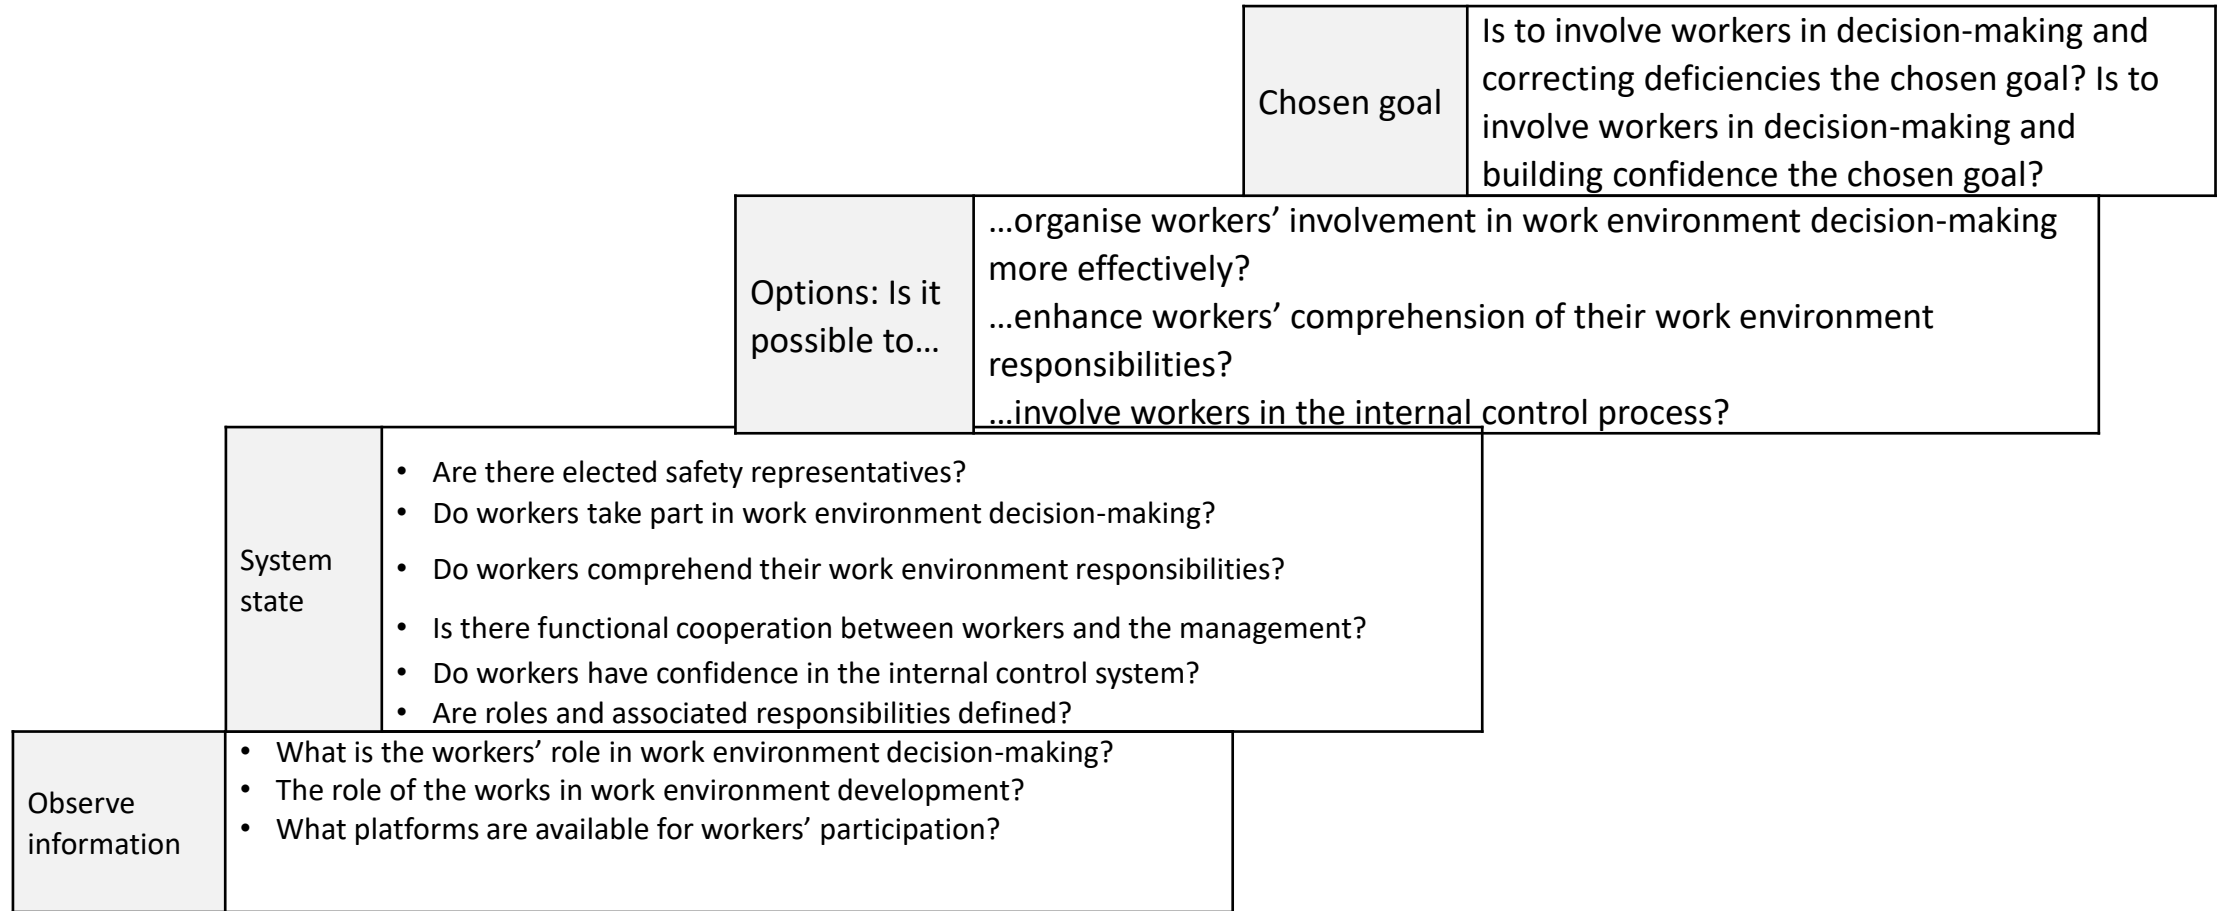 Chosen goal
Is to involve workers in decision-making and
correcting deficiencies the chosen goal? Is to
involve workers in decision-making and
building confidence the chosen goal?
Options: Is it
possible to…
…organise workers’ involvement in work environment decision-making
more effectively?
…enhance workers’ comprehension of their work environment
responsibilities?
…involve workers in the internal control process?
System
state
• Are there elected safety representatives?
• Do workers take part in work environment decision-making?
• Do workers comprehend their work environment responsibilities?
• Is there functional cooperation between workers and the management?
• Do workers have confidence in the internal control system?
• Are roles and associated responsibilities defined?
Observe
information
• What is the workers’ role in work environment decision-making?
• The role of the works in work environment development?
• What platforms are available for workers’ participation?